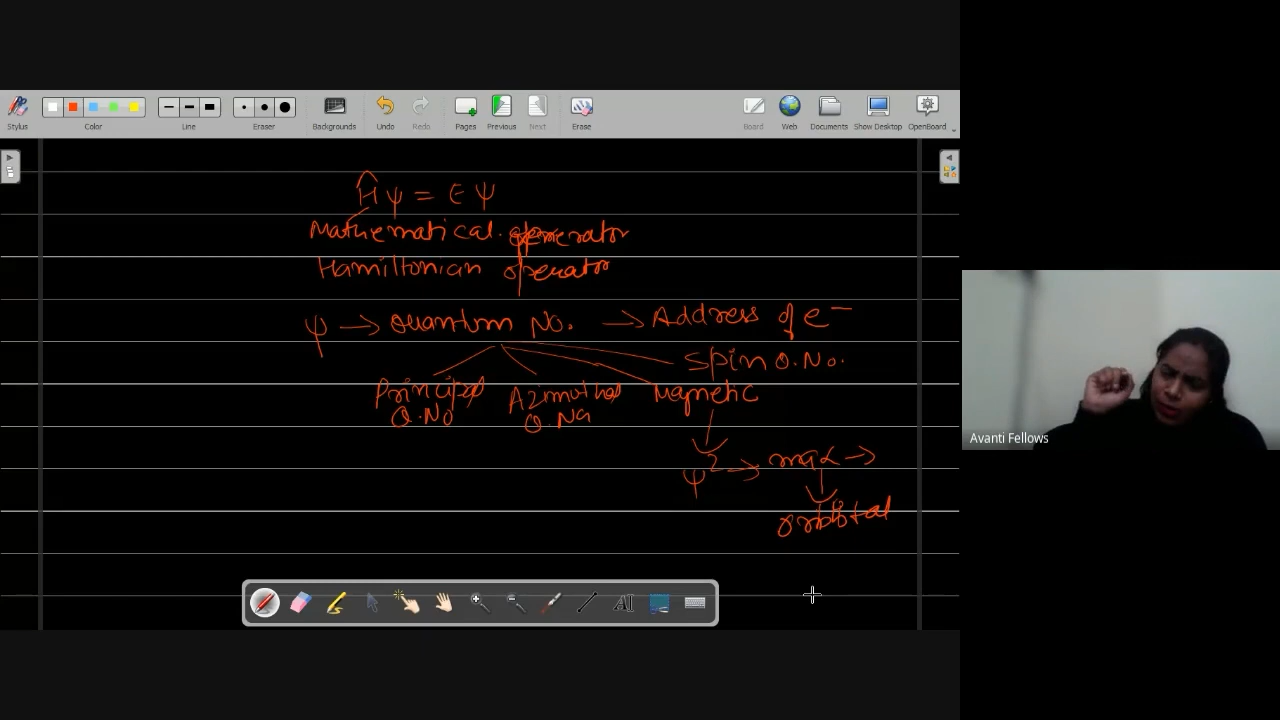 Stylus Color Line Eraser Backgrounds Undo Redo Pages Previous Next Erase Board Web Documents Show Desktop OpenBoard
Ĥψ = EΨ
Mathematical operator
Hamiltonian operator
ψ → Quantum No. → Address of e⁻
Spin Q.No.
Principal Azimuthal Magnetic
Q.No Q.No
ψ² → max →
orbital
Avanti Fellows